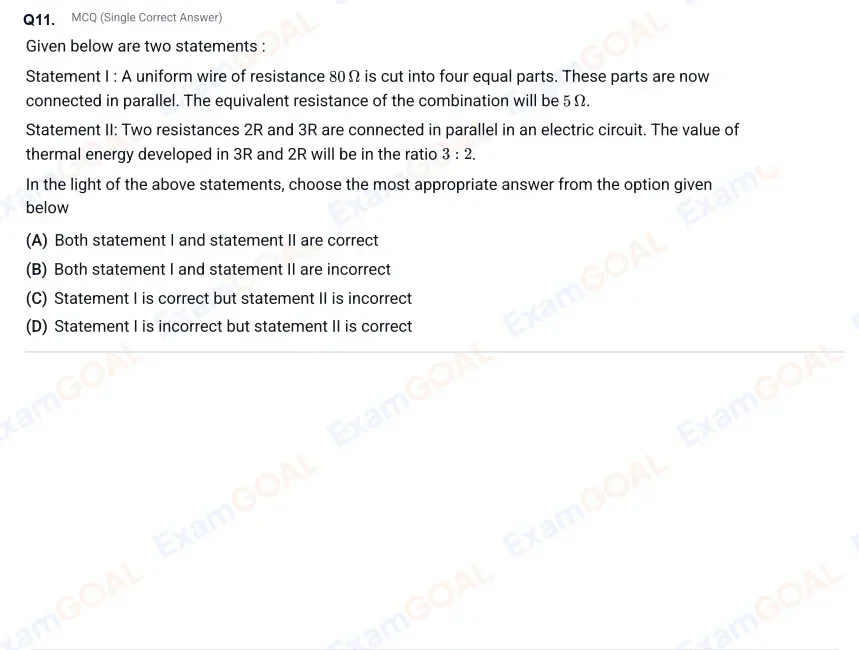 Q11. MCQ (Single Correct Answer)
Given below are two statements :
Statement I : A uniform wire of resistance 80 Ω is cut into four equal parts. These parts are now
connected in parallel. The equivalent resistance of the combination will be 5 Ω.
Statement II: Two resistances 2R and 3R are connected in parallel in an electric circuit. The value of
thermal energy developed in 3R and 2R will be in the ratio 3 : 2.
In the light of the above statements, choose the most appropriate answer from the option given
below
(A) Both statement I and statement II are correct
(B) Both statement I and statement II are incorrect
(C) Statement I is correct but statement II is incorrect
(D) Statement I is incorrect but statement II is correct
ExamGOAL